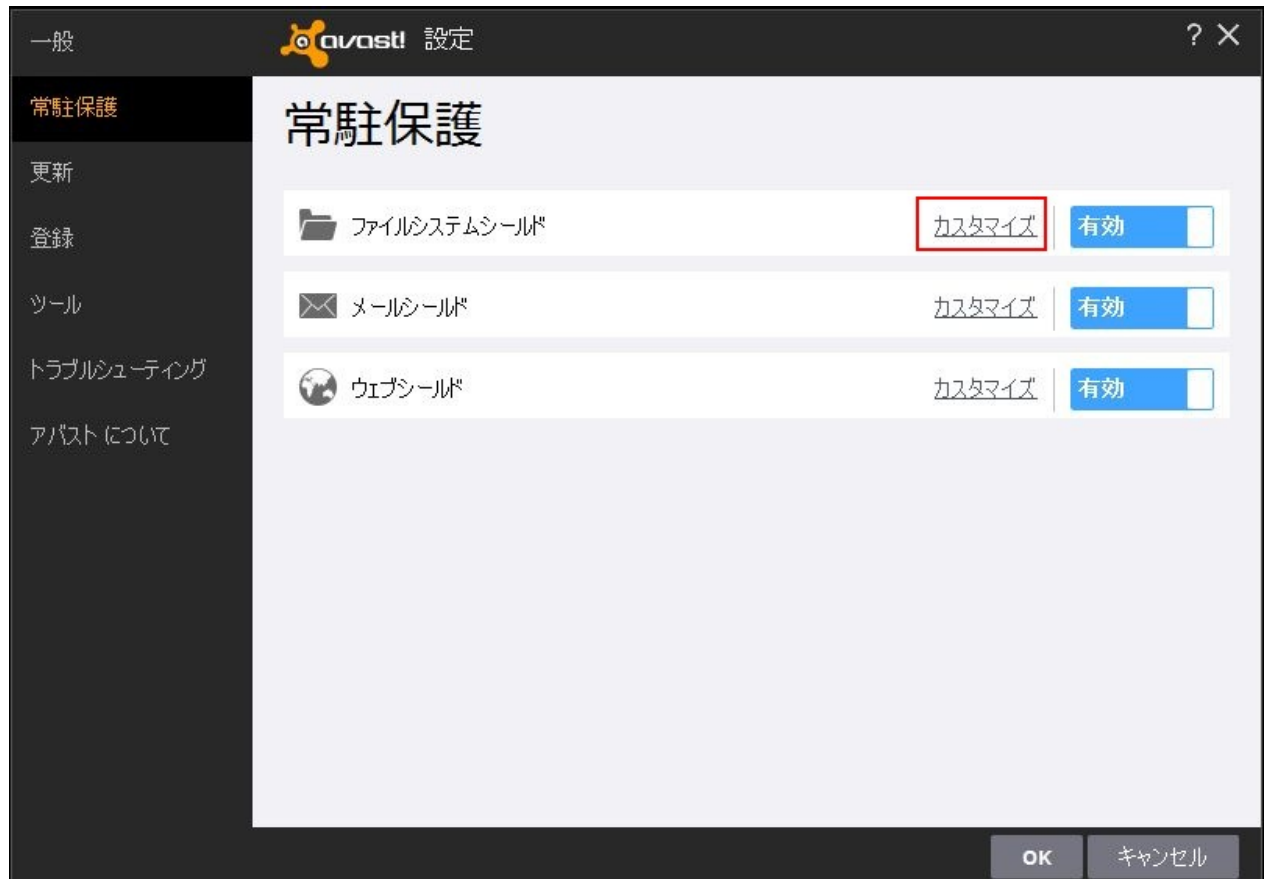 一般
avast! 設定
? ×
常駐保護
更新
登録
ツール
トラブルシューティング
アバスト について
常駐保護
ファイルシステムシールド カスタマイズ 有効
メールシールド カスタマイズ 有効
ウェブシールド カスタマイズ 有効
OK キャンセル